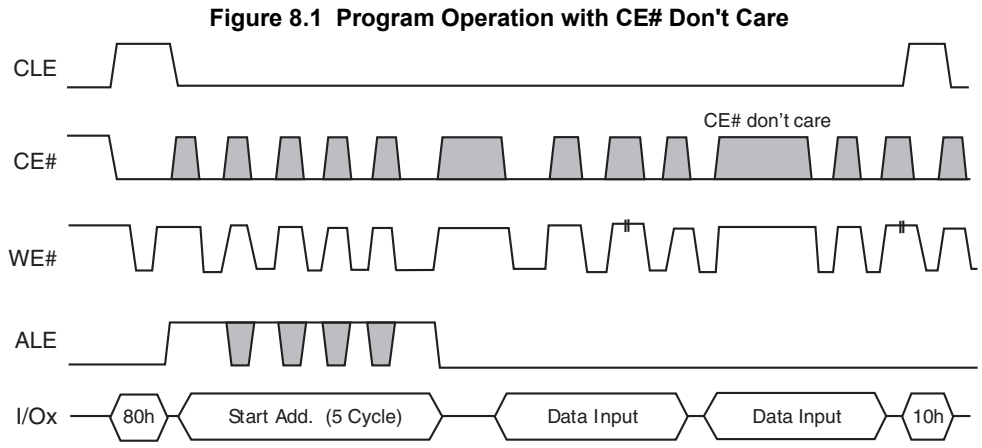 Figure 8.1 Program Operation with CE# Don't Care
CLE
CE# don't care
CE#
WE#
ALE
I/Ox 80h Start Add. (5 Cycle) Data Input Data Input 10h